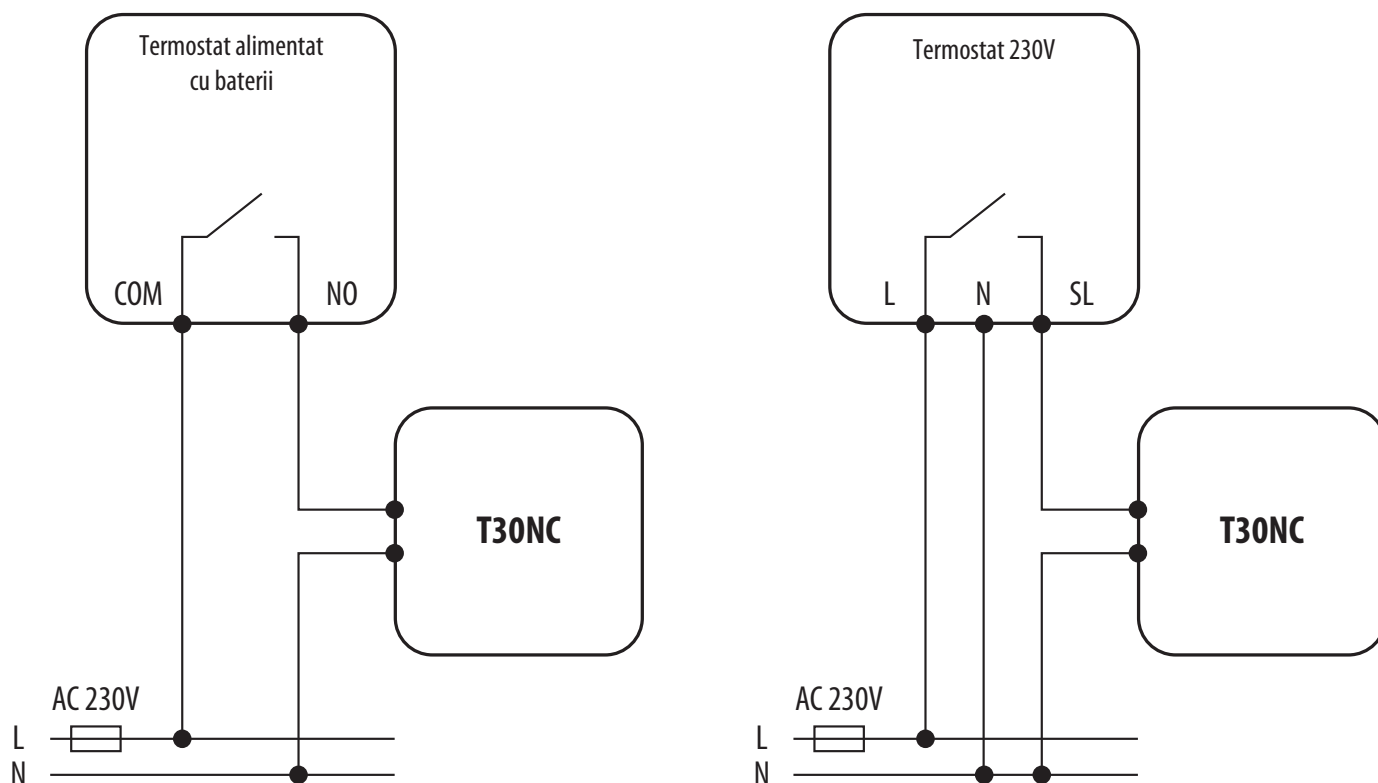 Termostat alimentat
cu baterii
COM
NO
T30NC
AC 230V
L
N
Termostat 230V
L
N
SL
T30NC
AC 230V
L
N